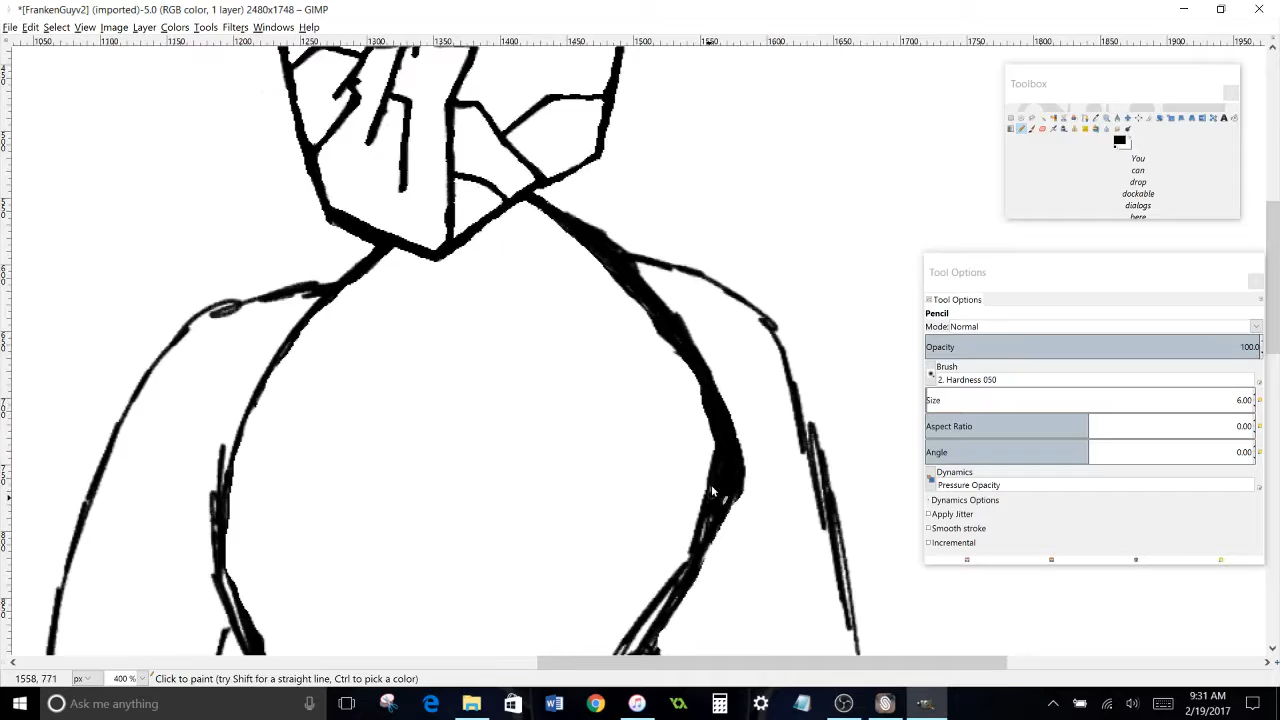 *[FrankenGuyv2] (imported)-5.0 (RGB color, 1 layer) 2480x1748 – GIMP
File Edit Select View Image Layer Colors Tools Filters Windows Help
1050 1100 1150 1200 1250 1300 1350 1400 1450 1500 1550 1600 1650 1700 1750 1800 1850 1900 1950
Toolbox
You
can
drop
dockable
dialogs
here
Tool Options
Tool Options
Pencil
Mode: Normal
Opacity 100.0
Brush
2. Hardness 050
Size 6.00
Aspect Ratio 0.00
Angle 0.00
Dynamics
Pressure Opacity
Dynamics Options
Apply Jitter
Smooth stroke
Incremental
1558, 771 px 400 % Click to paint (try Shift for a straight line, Ctrl to pick a color)
Ask me anything
9:31 AM
2/19/2017